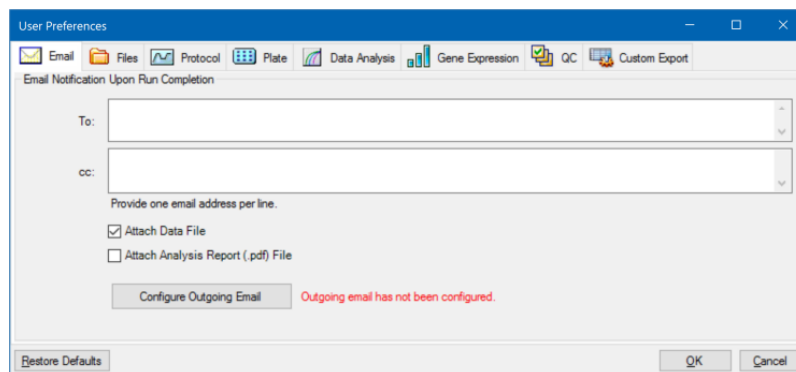 User Preferences
Email Files Protocol Plate Data Analysis Gene Expression QC Custom Export
Email Notification Upon Run Completion
To:
cc:
Provide one email address per line.
Attach Data File
Attach Analysis Report (.pdf) File
Configure Outgoing Email Outgoing email has not been configured.
Restore Defaults OK Cancel